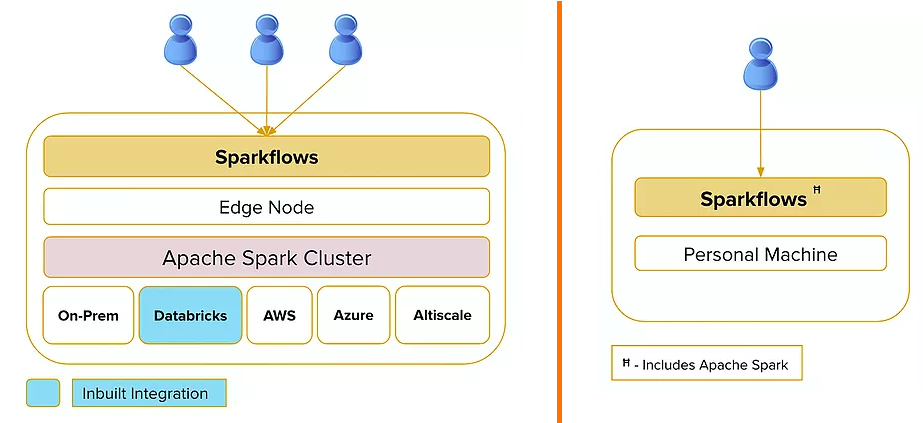 Sparkflows
Edge Node
Apache Spark Cluster
On-Prem
Databricks
AWS
Azure
Altiscale
Inbuilt Integration
Sparkflows Ħ
Personal Machine
Ħ - Includes Apache Spark